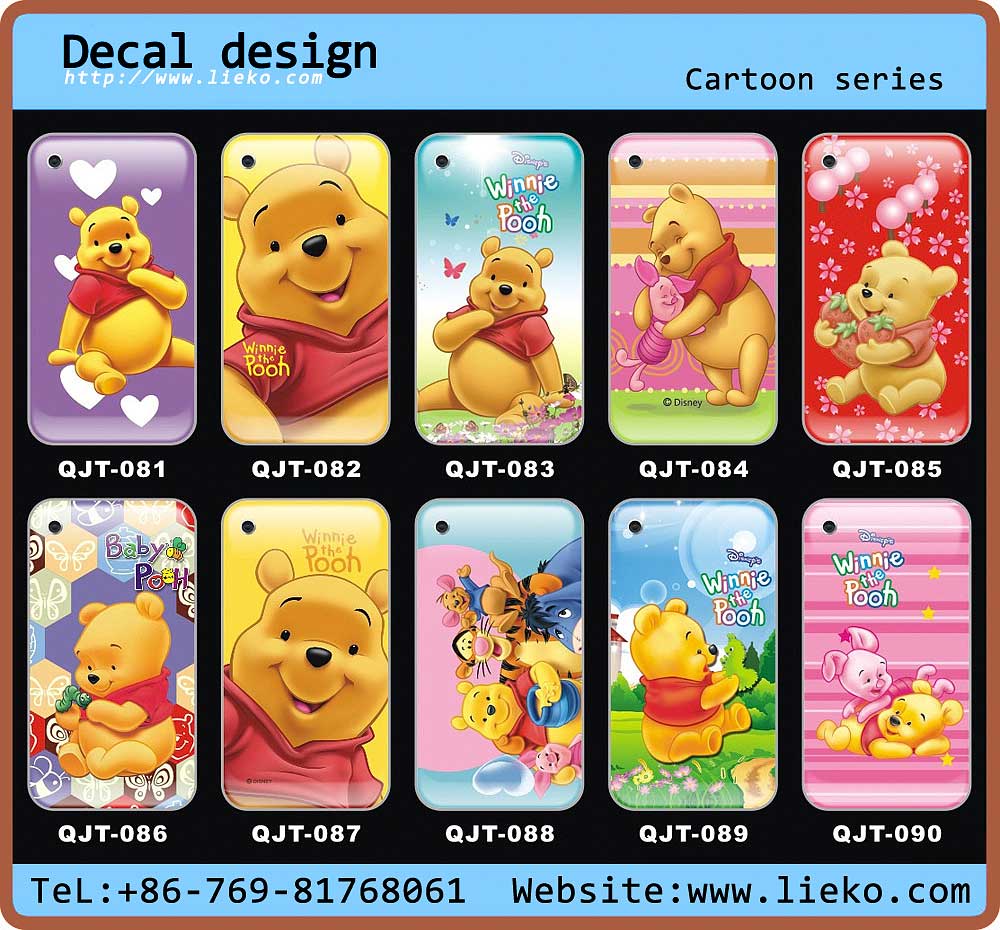 Decal design
http://www.lieko.com
Cartoon series
Winnie
the
Pooh
Disney's
Winnie
the
Pooh
© Disney
QJT-081
QJT-082
QJT-083
QJT-084
QJT-085
Baby
Pooh
Winnie
the
Pooh
© DISNEY
Disney's
Winnie
the
Pooh
Disney's
Winnie
the
Pooh
QJT-086
QJT-087
QJT-088
QJT-089
QJT-090
TeL:+86-769-81768061
Website:www.lieko.com